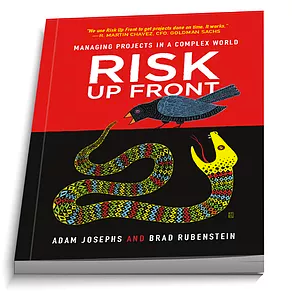 "We use Risk Up Front to get projects done on time. It works."
—R. MARTIN CHAVEZ, CFO, GOLDMAN SACHS
MANAGING PROJECTS IN A COMPLEX WORLD
RISK
UP FRONT
ADAM JOSEPHS AND BRAD RUBENSTEIN